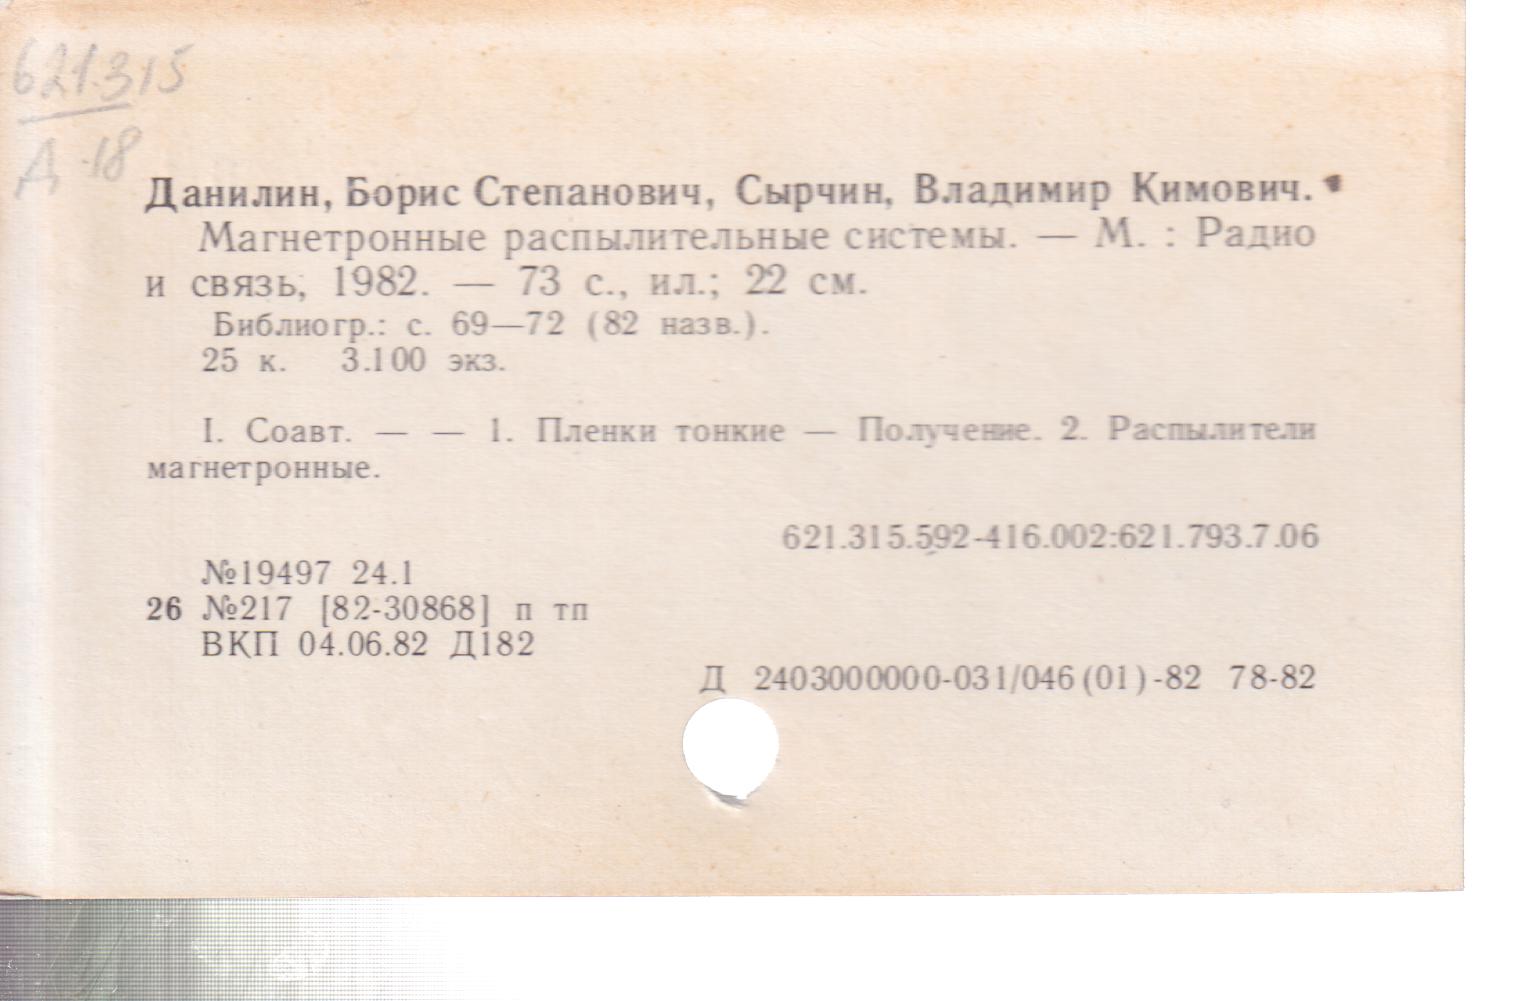 621.315
Д-18
Данилин, Борис Степанович, Сырчин, Владимир Кимович.
Магнетронные распылительные системы. — М. : Радио
и связь, 1982. — 73 с., ил.; 22 см.
Библиогр.: с. 69—72 (82 назв.).
25 к. 3.100 экз.
I. Соавт. — — 1. Пленки тонкие — Получение. 2. Распылители
магнетронные.
621.315.592-416.002:621.793.7.06
№19497 24.1
26 №217 [82-30868] п тп
ВКП 04.06.82 Д182
Д 2403000000-031/046(01)-82 78-82